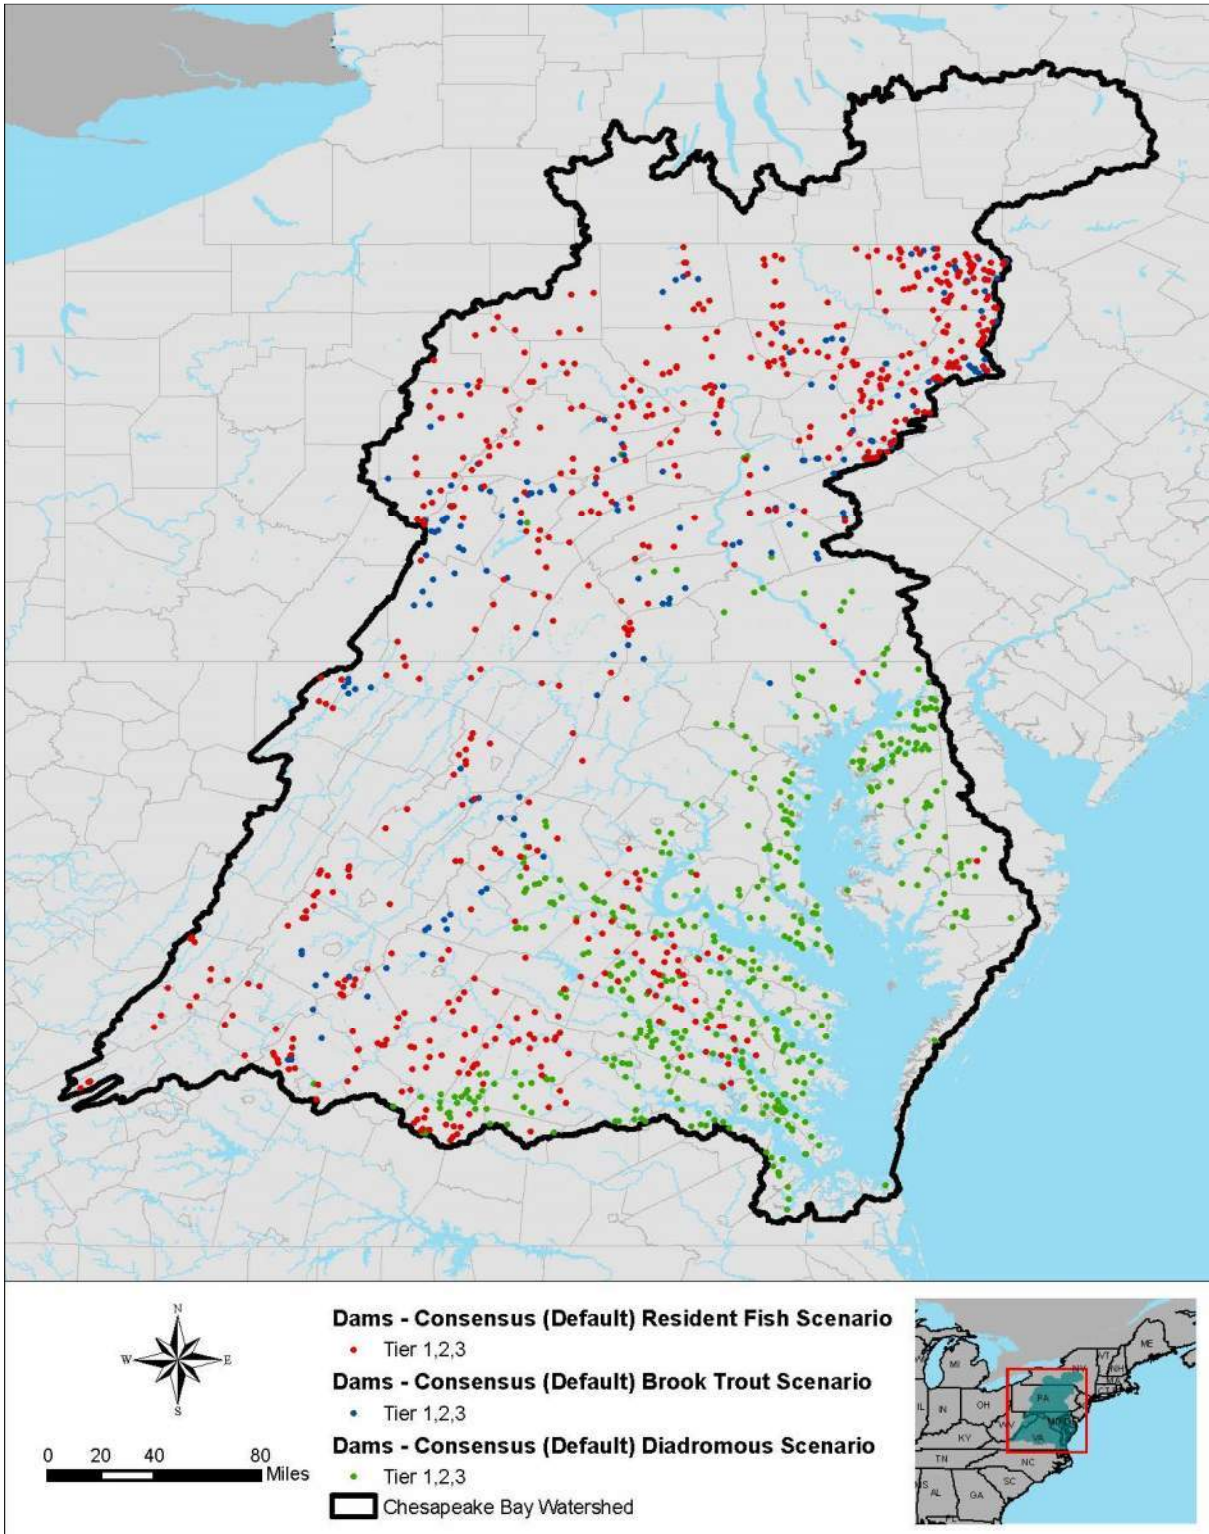 N
W E
S
0 20 40 80
Miles
Dams - Consensus (Default) Resident Fish Scenario
Tier 1,2,3
Dams - Consensus (Default) Brook Trout Scenario
Tier 1,2,3
Dams - Consensus (Default) Diadromous Scenario
Tier 1,2,3
Chesapeake Bay Watershed
ME
VT
NH
MI
NY
PA
OH
IN
IL
WV
VA
KY
TN
NC
SC
AL
GA